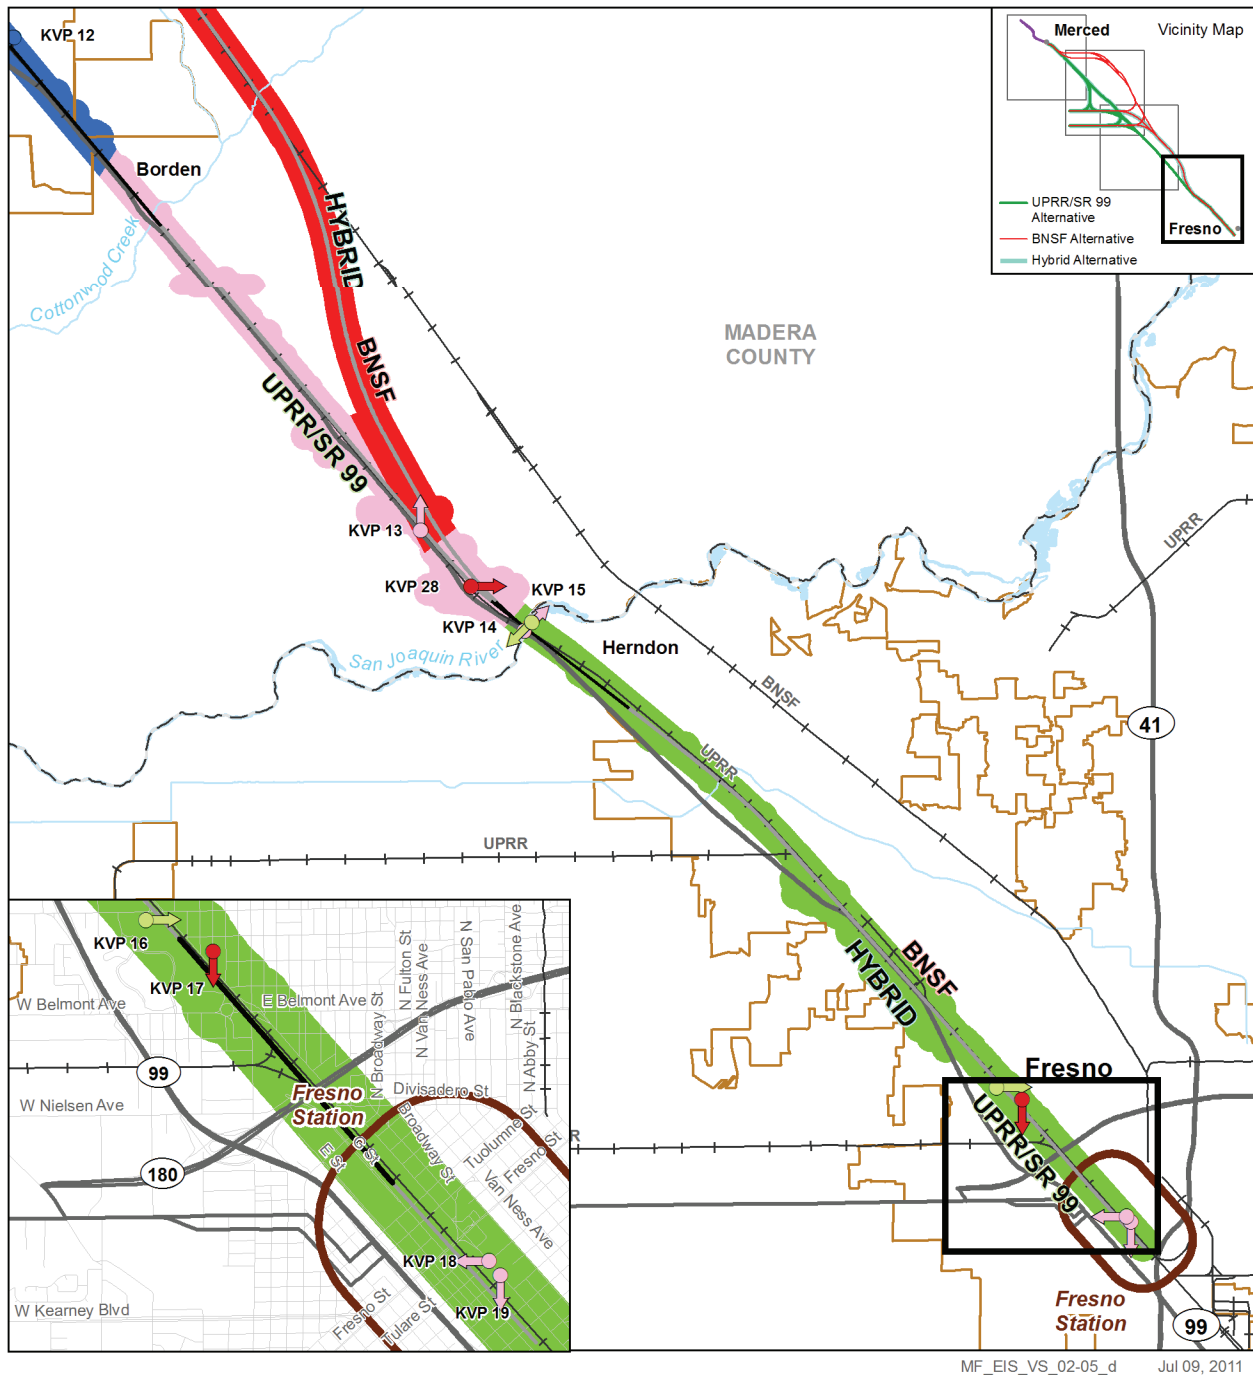 KVP 12
Merced
Vicinity Map
UPRR/SR 99
Alternative
BNSF Alternative
Hybrid Alternative
Fresno
Borden
Cottonwood Creek
HYBRID
BNSF
UPRR/SR 99
MADERA
COUNTY
KVP 13
UPRR
KVP 28
KVP 15
KVP 14
San Joaquin River
Herndon
BNSF
41
UPRR
UPRR
BNSF
HYBRID
Fresno
UPRR/SR 99
Fresno
Station
99
R
KVP 16
KVP 17
W Belmont Ave
E Belmont Ave
N Broadway St
N Fulton St
N Van Ness Ave
N San Pablo Ave
N Blackstone Ave
N Abby St
99
W Nielsen Ave
Fresno
Station
Divisadero St
Broadway St
Tuolumne St
Fresno St
Van Ness Ave
E St
G St
180
KVP 18
KVP 19
W Kearney Blvd
Fresno St
Tulare St
MF_EIS_VS_02-05_d
Jul 09, 2011